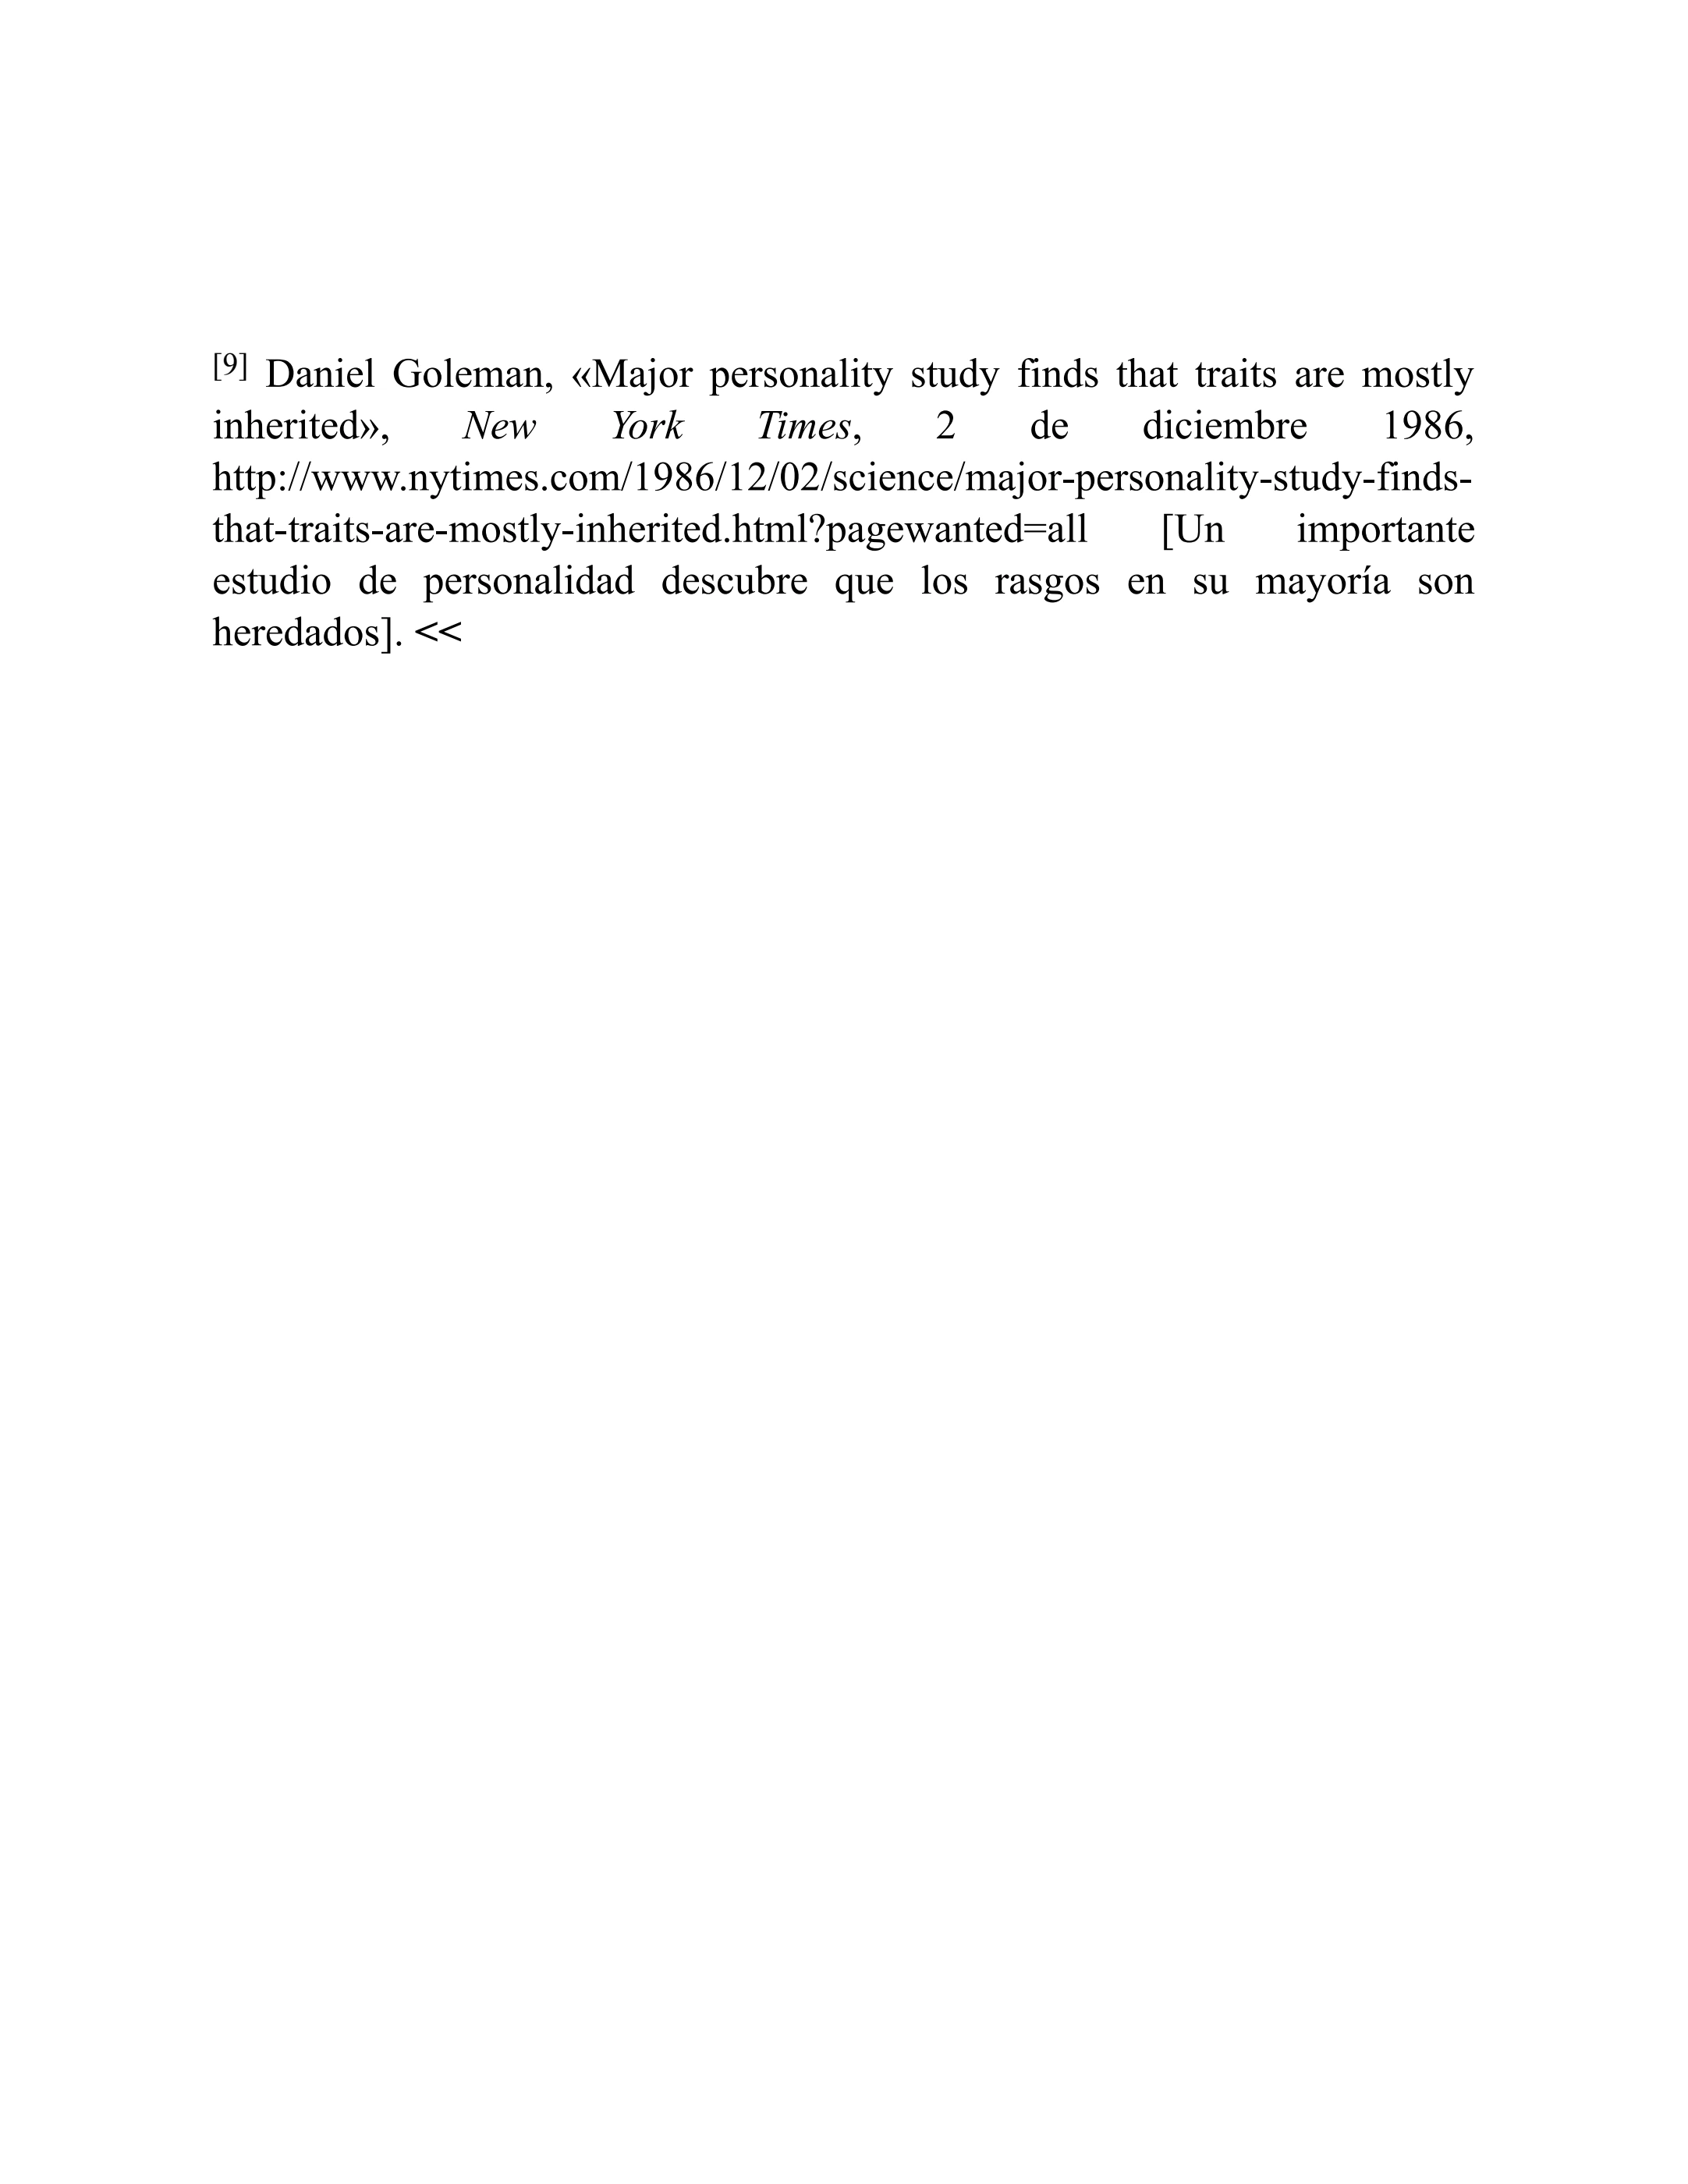 [9] Daniel Goleman, «Major personality study finds that traits are mostly
inherited», New York Times, 2 de diciembre 1986,
http://www.nytimes.com/1986/12/02/science/major-personality-study-finds-
that-traits-are-mostly-inherited.html?pagewanted=all [Un importante
estudio de personalidad descubre que los rasgos en su mayoría son
heredados]. <<